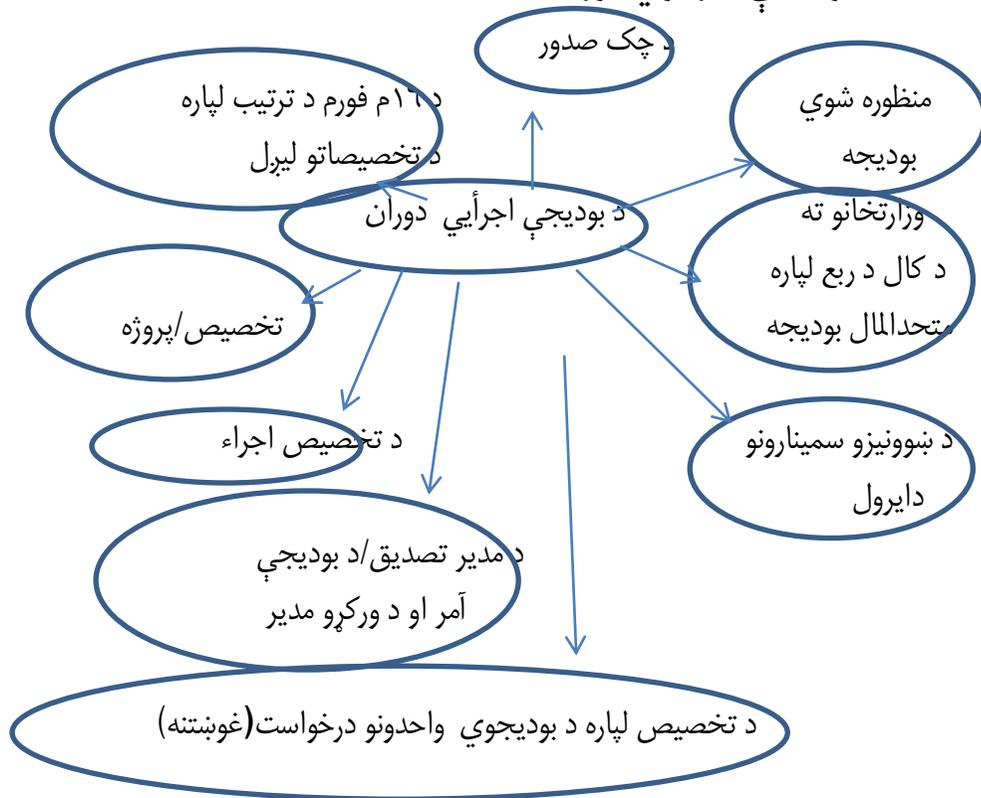 د چک صدور
منظوره شوي
بودیجه
د ۱۶م فورم د ترتیب لپاره
د تخصیصاتو لیږل
د بودیجې اجرأیي دوران
وزارتخانو ته
د کال د ربع لپاره
متحدالمال بودیجه
تخصیص/پروژه
د تخصیص اجراء
د ښوونیزو سمینارونو
دایرول
د مدیر تصدیق/د بودیجې
آمر او د ورکړو مدیر
د تخصیص لپاره د بودیجوي واحدونو درخواست(غوښتنه)